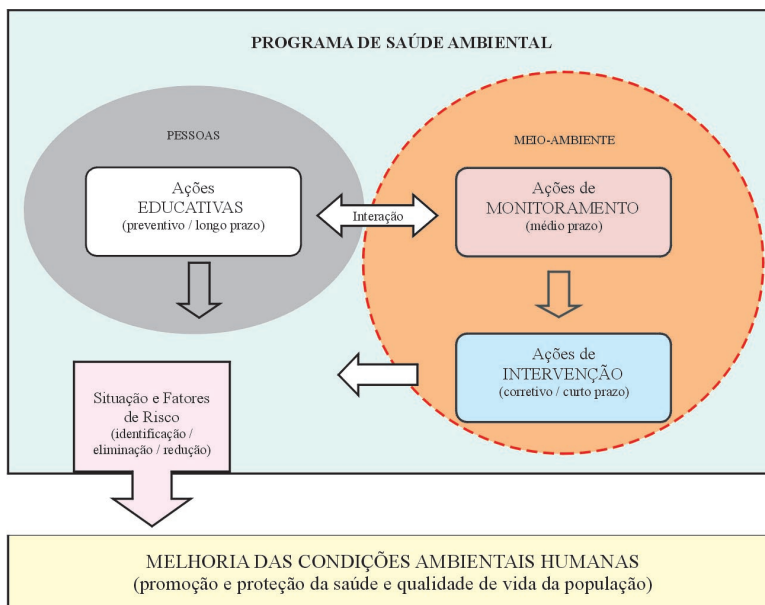 PROGRAMA DE SAÚDE AMBIENTAL
PESSOAS
Ações
EDUCATIVAS
(preventivo / longo prazo)
Interação
MEIO-AMBIENTE
Ações de
MONITORAMENTO
(médio prazo)
Ações de
INTERVENÇÃO
(corretivo / curto prazo)
Situação e Fatores
de Risco
(identificação /
eliminação / redução)
MELHORIA DAS CONDIÇÕES AMBIENTAIS HUMANAS
(promoção e proteção da saúde e qualidade de vida da população)